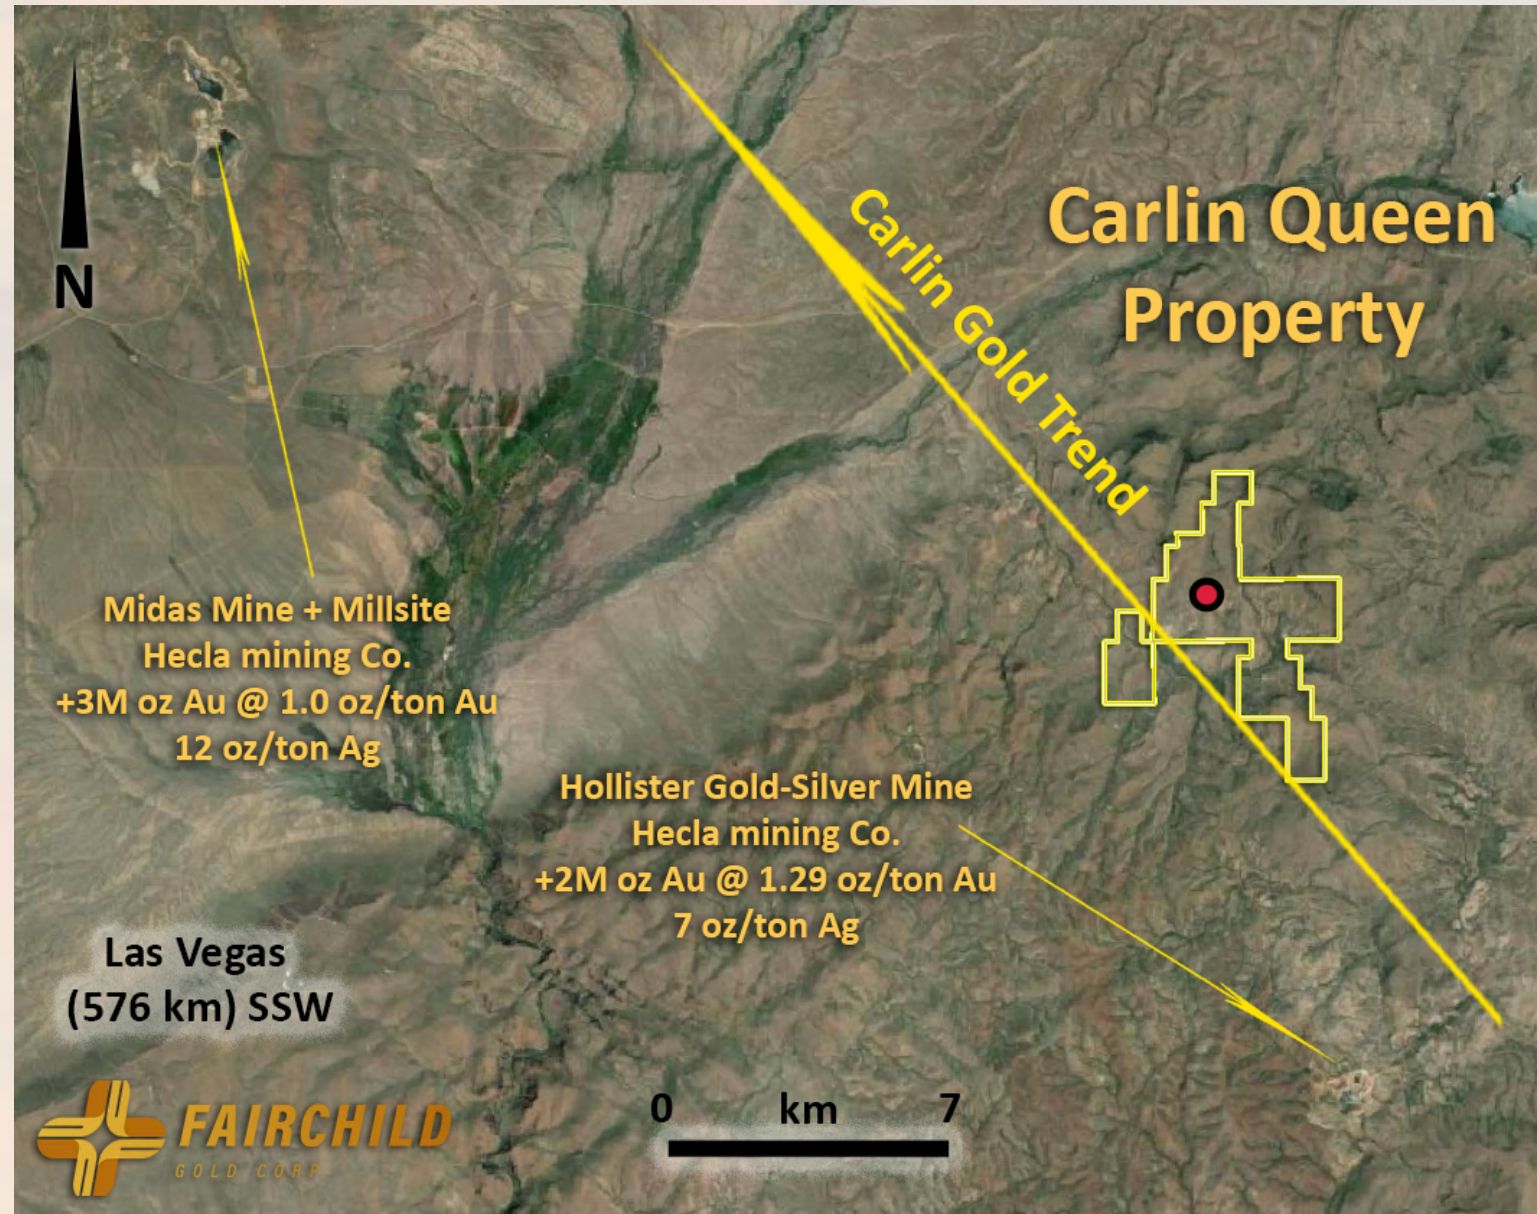 N
Carlin Gold Trend
Carlin Queen
Property
Midas Mine + Millsite
Hecla mining Co.
+3M oz Au @ 1.0 oz/ton Au
12 oz/ton Ag
Hollister Gold-Silver Mine
Hecla mining Co.
+2M oz Au @ 1.29 oz/ton Au
7 oz/ton Ag
Las Vegas
(576 km) SSW
0 km 7
FAIRCHILD
GOLD CORP